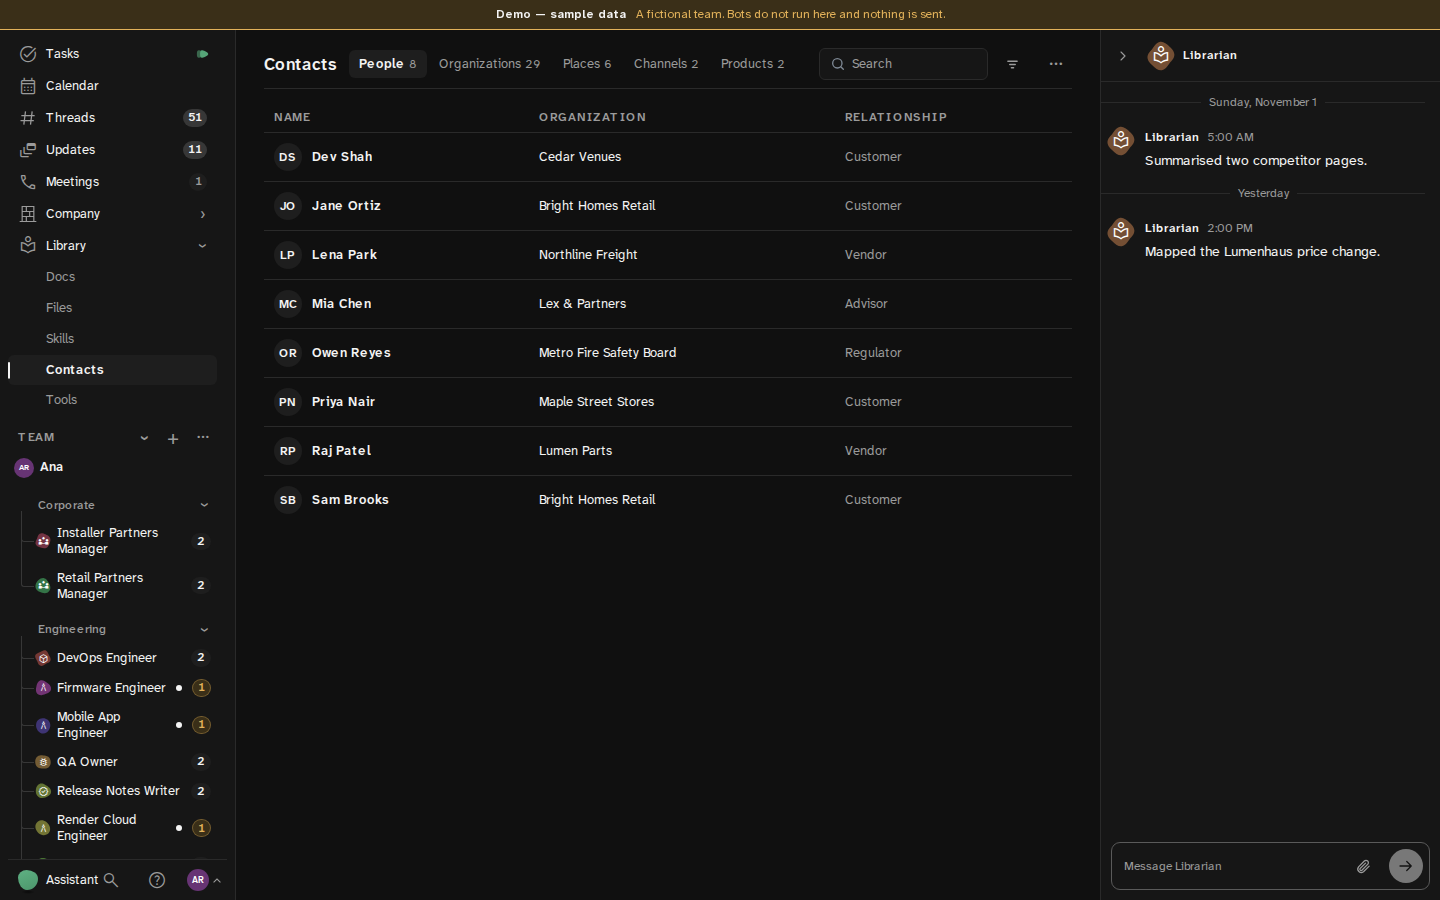 Demo — sample data A fictional team. Bots do not run here and nothing is sent.
Tasks
Calendar
Threads 51
Updates 11
Meetings 1
Company
Library
Docs
Files
Skills
Contacts
Tools
TEAM
AR Ana
Corporate
Installer Partners Manager 2
Retail Partners Manager 2
Engineering
DevOps Engineer 2
Firmware Engineer 1
Mobile App Engineer 1
QA Owner 2
Release Notes Writer 2
Render Cloud Engineer 1
Assistant AR
Contacts People 8 Organizations 29 Places 6 Channels 2 Products 2 Search
NAME ORGANIZATION RELATIONSHIP
DS Dev Shah Cedar Venues Customer
JO Jane Ortiz Bright Homes Retail Customer
LP Lena Park Northline Freight Vendor
MC Mia Chen Lex & Partners Advisor
OR Owen Reyes Metro Fire Safety Board Regulator
PN Priya Nair Maple Street Stores Customer
RP Raj Patel Lumen Parts Vendor
SB Sam Brooks Bright Homes Retail Customer
Librarian
Sunday, November 1
Librarian 5:00 AM
Summarised two competitor pages.
Yesterday
Librarian 2:00 PM
Mapped the Lumenhaus price change.
Message Librarian